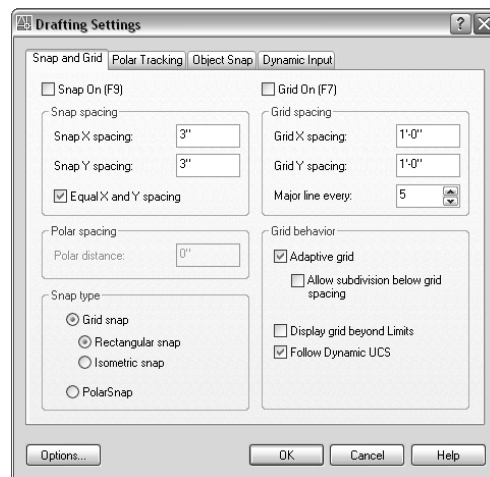 Drafting Settings
Snap and Grid Polar Tracking Object Snap Dynamic Input
Snap On (F9)
Snap spacing
Snap X spacing: 3"
Snap Y spacing: 3"
Equal X and Y spacing
Polar spacing
Polar distance: 0"
Snap type
Grid snap
Rectangular snap
Isometric snap
PolarSnap
Grid On (F7)
Grid spacing
Grid X spacing: 1'-0"
Grid Y spacing: 1'-0"
Major line every: 5
Grid behavior
Adaptive grid
Allow subdivision below grid
spacing
Display grid beyond Limits
Follow Dynamic UCS
Options... OK Cancel Help